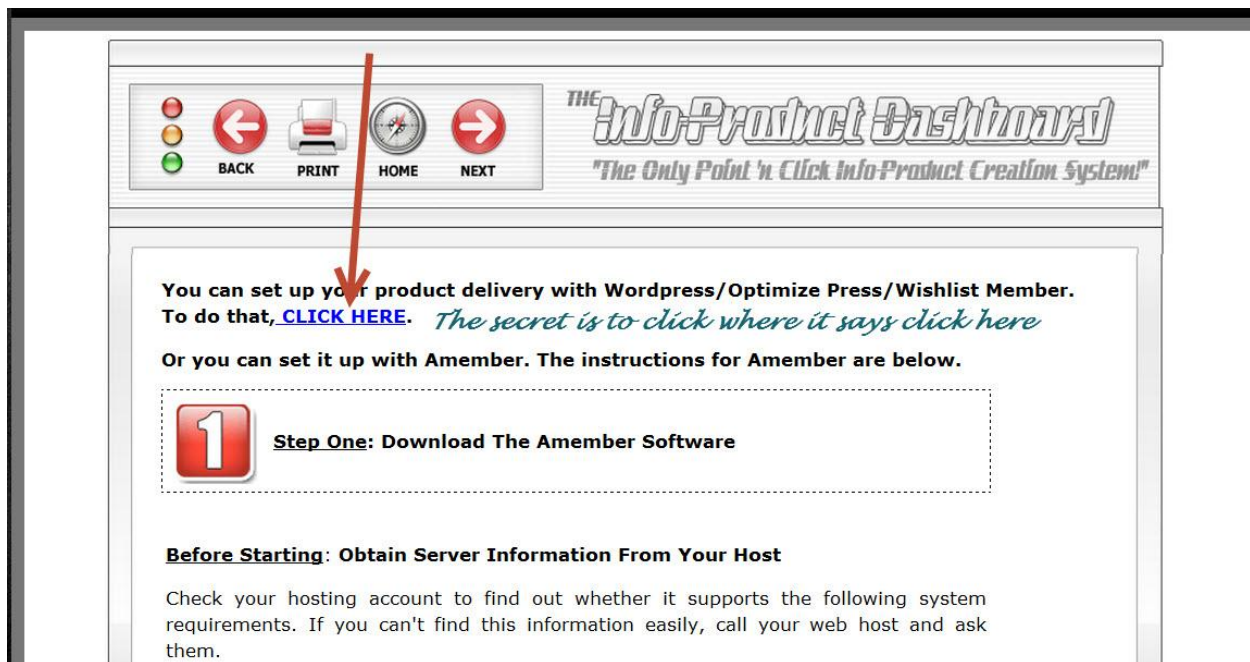 THE Info-Product Dashboard
"The Only Point 'n Click Info-Product Creation System!"
BACK PRINT HOME NEXT
You can set up your product delivery with Wordpress/Optimize Press/Wishlist Member.
To do that, CLICK HERE. The secret is to click where it says click here
Or you can set it up with Amember. The instructions for Amember are below.
1 Step One: Download The Amember Software
Before Starting: Obtain Server Information From Your Host
Check your hosting account to find out whether it supports the following system
requirements. If you can't find this information easily, call your web host and ask
them.